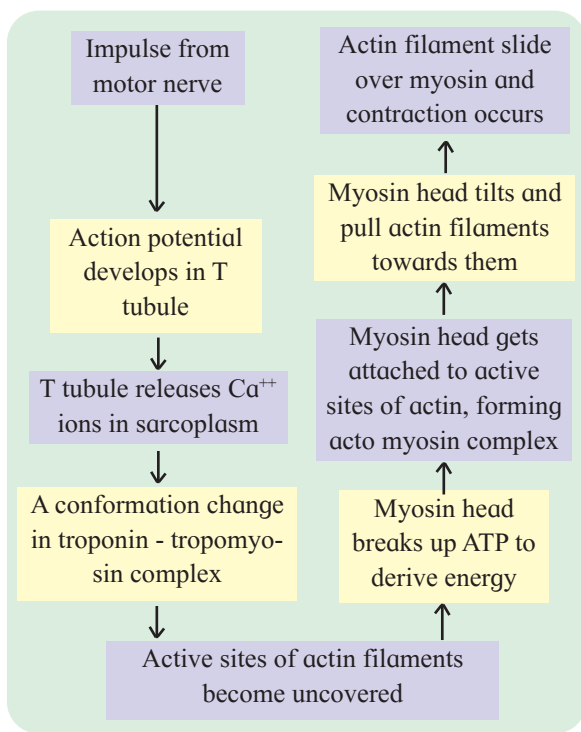 Impulse from
motor nerve
Action potential
develops in T
tubule
T tubule releases Ca⁺⁺
ions in sarcoplasm
A conformation change
in troponin - tropomyo-
sin complex
Active sites of actin filaments
become uncovered
Myosin head
breaks up ATP to
derive energy
Myosin head gets
attached to active
sites of actin, forming
acto myosin complex
Myosin head tilts and
pull actin filaments
towards them
Actin filament slide
over myosin and
contraction occurs